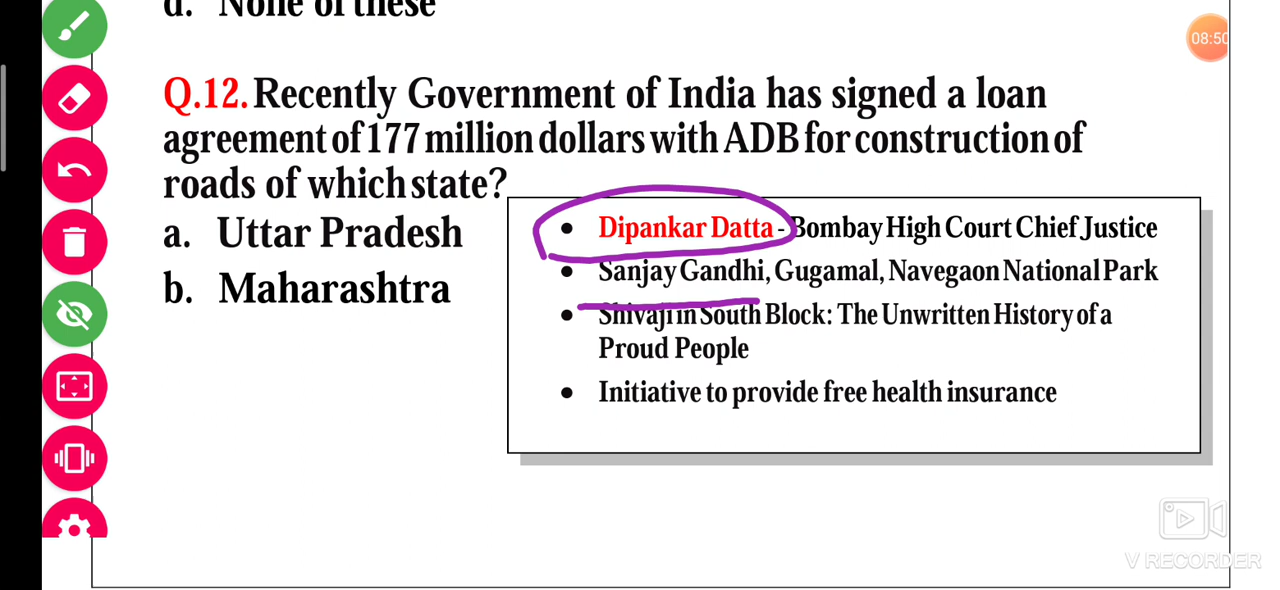 d. None of these
08:50
Q.12. Recently Government of India has signed a loan
agreement of 177 million dollars with ADB for construction of
roads of which state?
a. Uttar Pradesh
b. Maharashtra
• Dipankar Datta - Bombay High Court Chief Justice
• Sanjay Gandhi, Gugamal, Navegaon National Park
• Shivaji in South Block: The Unwritten History of a
Proud People
• Initiative to provide free health insurance
V RECORDER